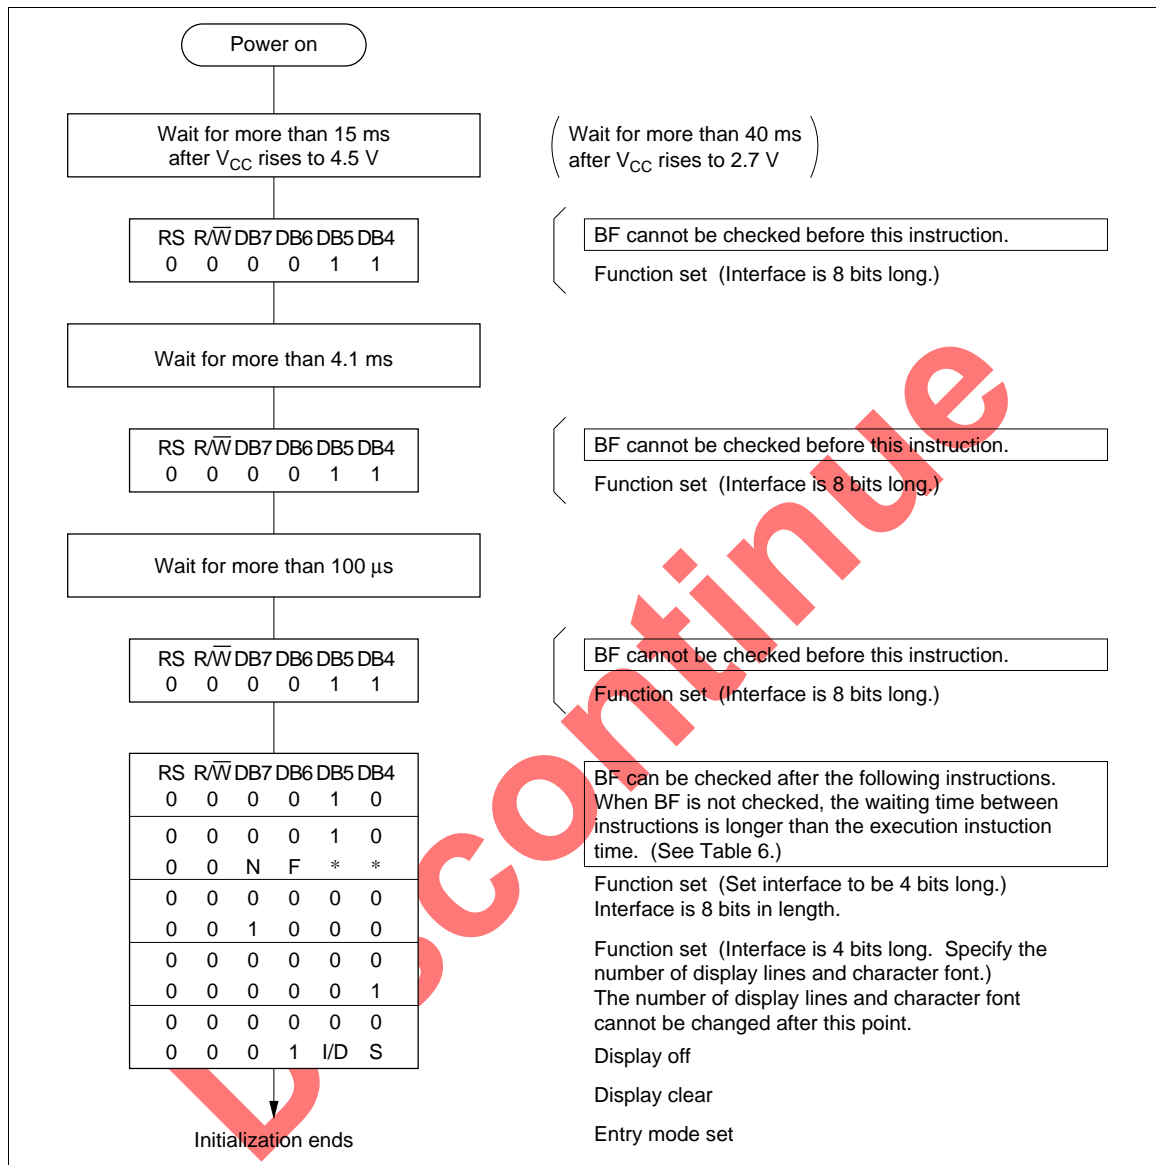 Power on
Wait for more than 15 ms
after VCC rises to 4.5 V
Wait for more than 40 ms
after VCC rises to 2.7 V
RS R/W DB7 DB6 DB5 DB4
0 0 0 0 1 1
BF cannot be checked before this instruction.
Function set (Interface is 8 bits long.)
Wait for more than 4.1 ms
RS R/W DB7 DB6 DB5 DB4
0 0 0 0 1 1
BF cannot be checked before this instruction.
Function set (Interface is 8 bits long.)
Wait for more than 100 µs
RS R/W DB7 DB6 DB5 DB4
0 0 0 0 1 1
BF cannot be checked before this instruction.
Function set (Interface is 8 bits long.)
RS R/W DB7 DB6 DB5 DB4
0 0 0 0 1 0
0 0 0 0 1 0
0 0 N F * *
0 0 0 0 0 0
0 0 1 0 0 0
0 0 0 0 0 0
0 0 0 0 0 1
0 0 0 0 0 0
0 0 0 1 I/D S
BF can be checked after the following instructions.
When BF is not checked, the waiting time between
instructions is longer than the execution instuction
time. (See Table 6.)
Function set (Set interface to be 4 bits long.)
Interface is 8 bits in length.
Function set (Interface is 4 bits long. Specify the
number of display lines and character font.)
The number of display lines and character font
cannot be changed after this point.
Display off
Display clear
Entry mode set
Initialization ends
Discontinue